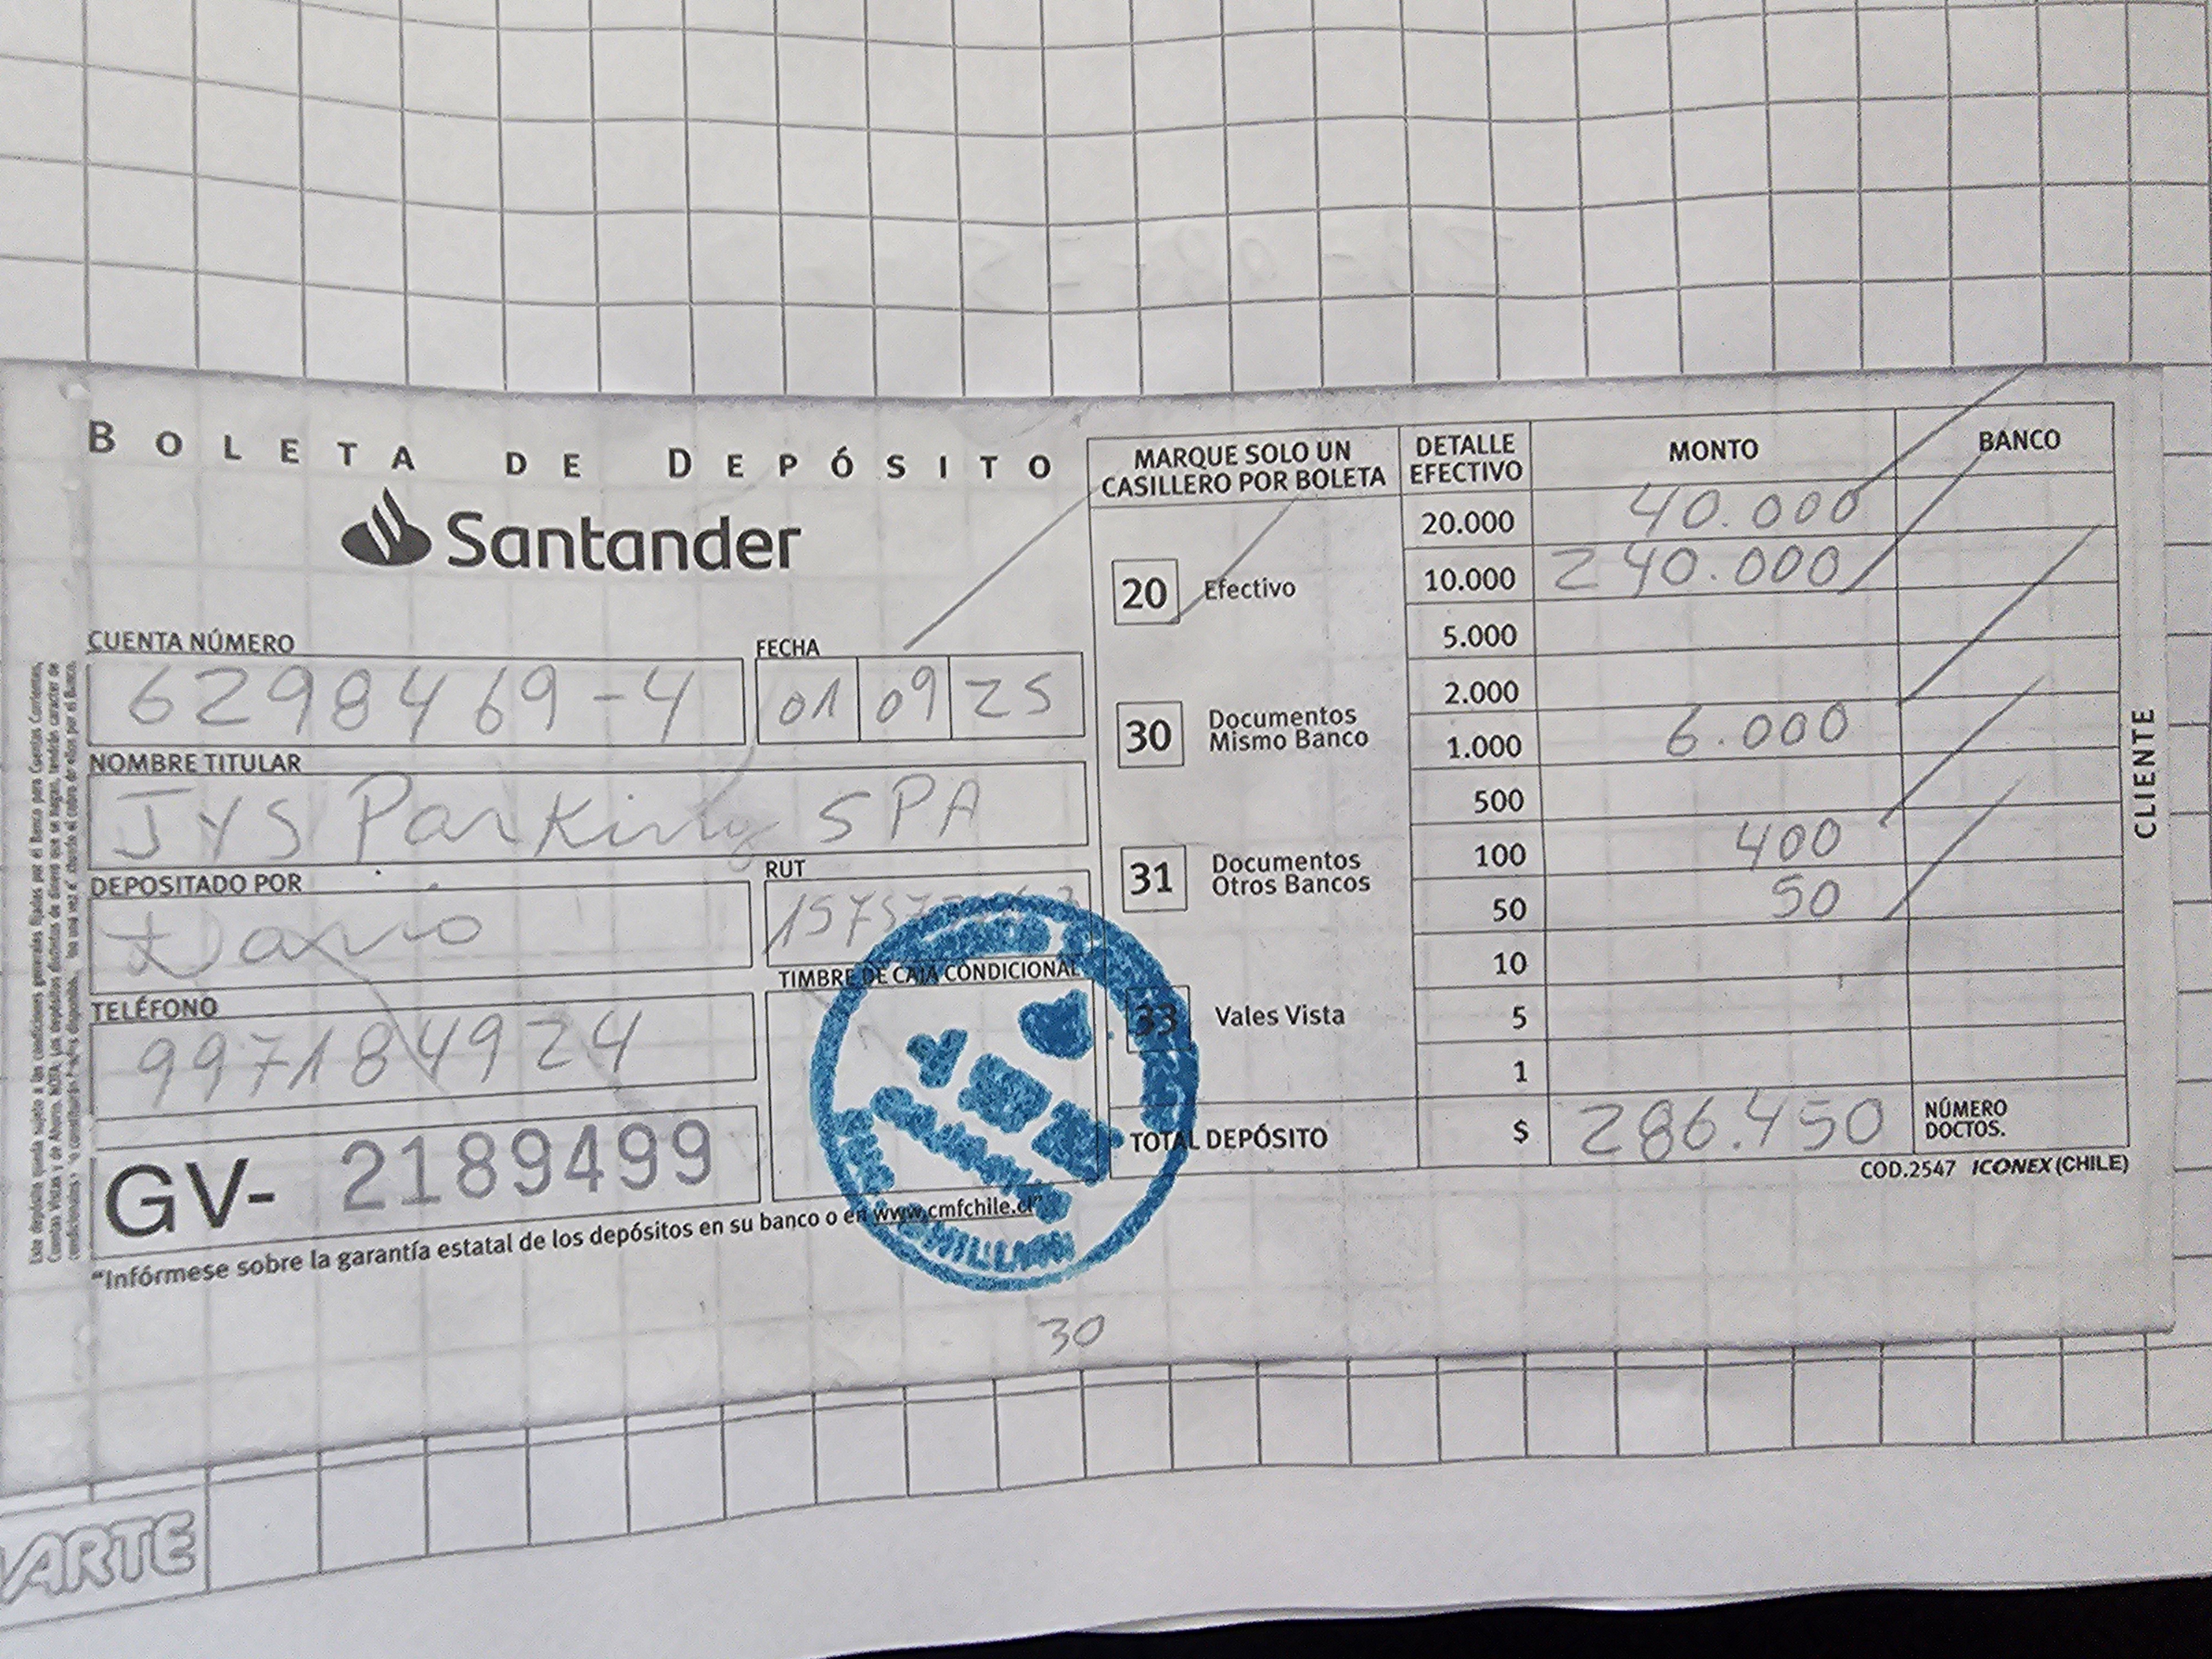 BOLETA DE DEPÓSITO
Santander
CUENTA NÚMERO
6298469-4
FECHA
01 09 25
NOMBRE TITULAR
JYS Parking SPA
DEPOSITADO POR
RUT
TELÉFONO
997184924
TIMBRE DE CAJA CONDICIONAL
GV- 2189499
"Infórmese sobre la garantía estatal de los depósitos en su banco o en www.cmfchile.cl"
MARQUE SOLO UN
CASILLERO POR BOLETA
20 Efectivo
30 Documentos
Mismo Banco
31 Documentos
Otros Bancos
33 Vales Vista
DETALLE
EFECTIVO
MONTO
BANCO
20.000 40.000
10.000 240.000
5.000
2.000
1.000 6.000
500
100 400
50 50
10
5
1
TOTAL DEPÓSITO $ 286.450
NÚMERO
DOCTOS.
COD.2547 ICONEX (CHILE)
CLIENTE
30
ARTE